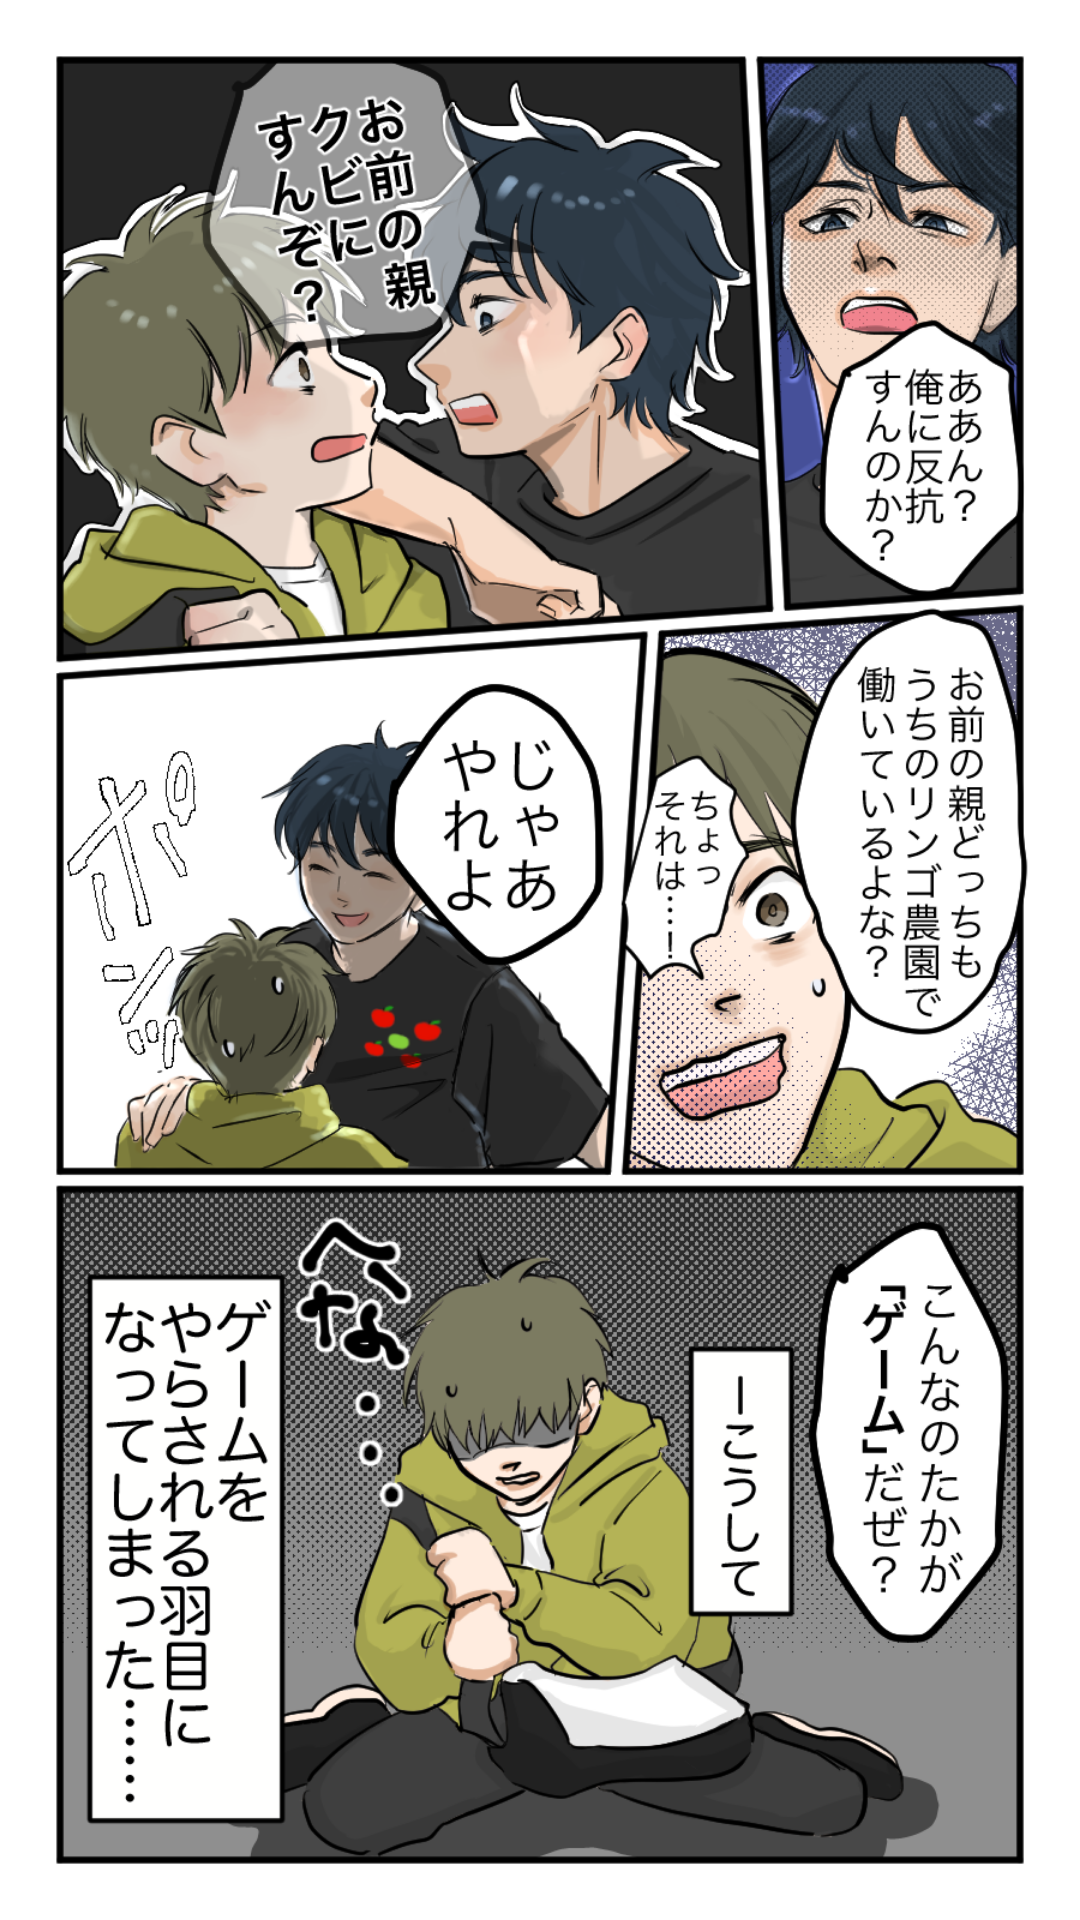 ああん?
俺に反抗
すんのか?
お前の親
クビに
すんぞ?
お前の親どっちも
うちのリンゴ農園で
働いているよな?
ちょっ
それは…!
じゃあ
やれよ
ポンッ
こんなのたかが
「ゲーム」だぜ?
ーこうして
へなへな・・・
ゲームを
やらされる羽目に
なってしまった……